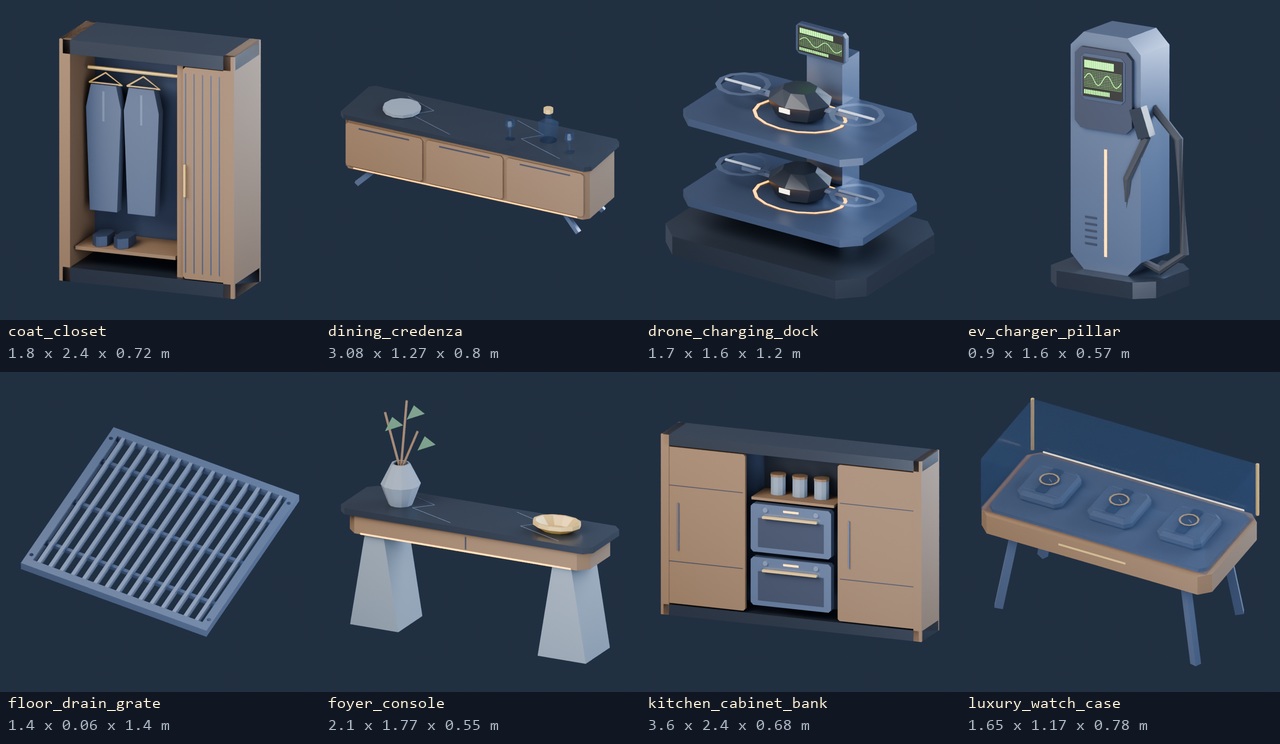 coat_closet
1.8 x 2.4 x 0.72 m
dining_credenza
3.08 x 1.27 x 0.8 m
drone_charging_dock
1.7 x 1.6 x 1.2 m
ev_charger_pillar
0.9 x 1.6 x 0.57 m
floor_drain_grate
1.4 x 0.06 x 1.4 m
foyer_console
2.1 x 1.77 x 0.55 m
kitchen_cabinet_bank
3.6 x 2.4 x 0.68 m
luxury_watch_case
1.65 x 1.17 x 0.78 m